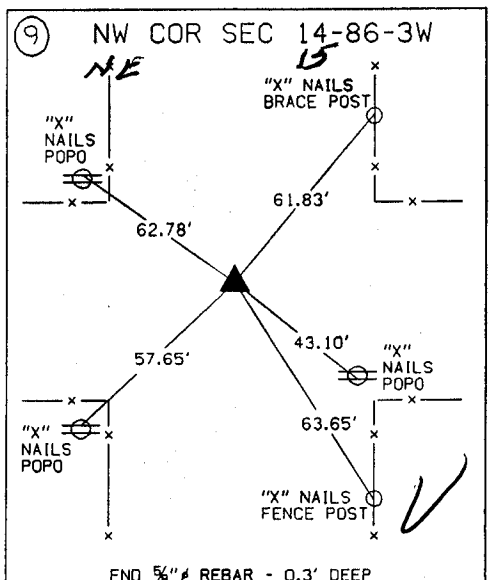 9 NW COR SEC 14-86-3W
NE 15
"X" NAILS
BRACE POST
"X"
NAILS
POPO
61.83'
62.78'
43.10'
"X"
NAILS
POPO
57.65'
63.65'
"X"
NAILS
POPO
"X" NAILS
FENCE POST
FND 5/8"ø REBAR - 0.3' DEEP